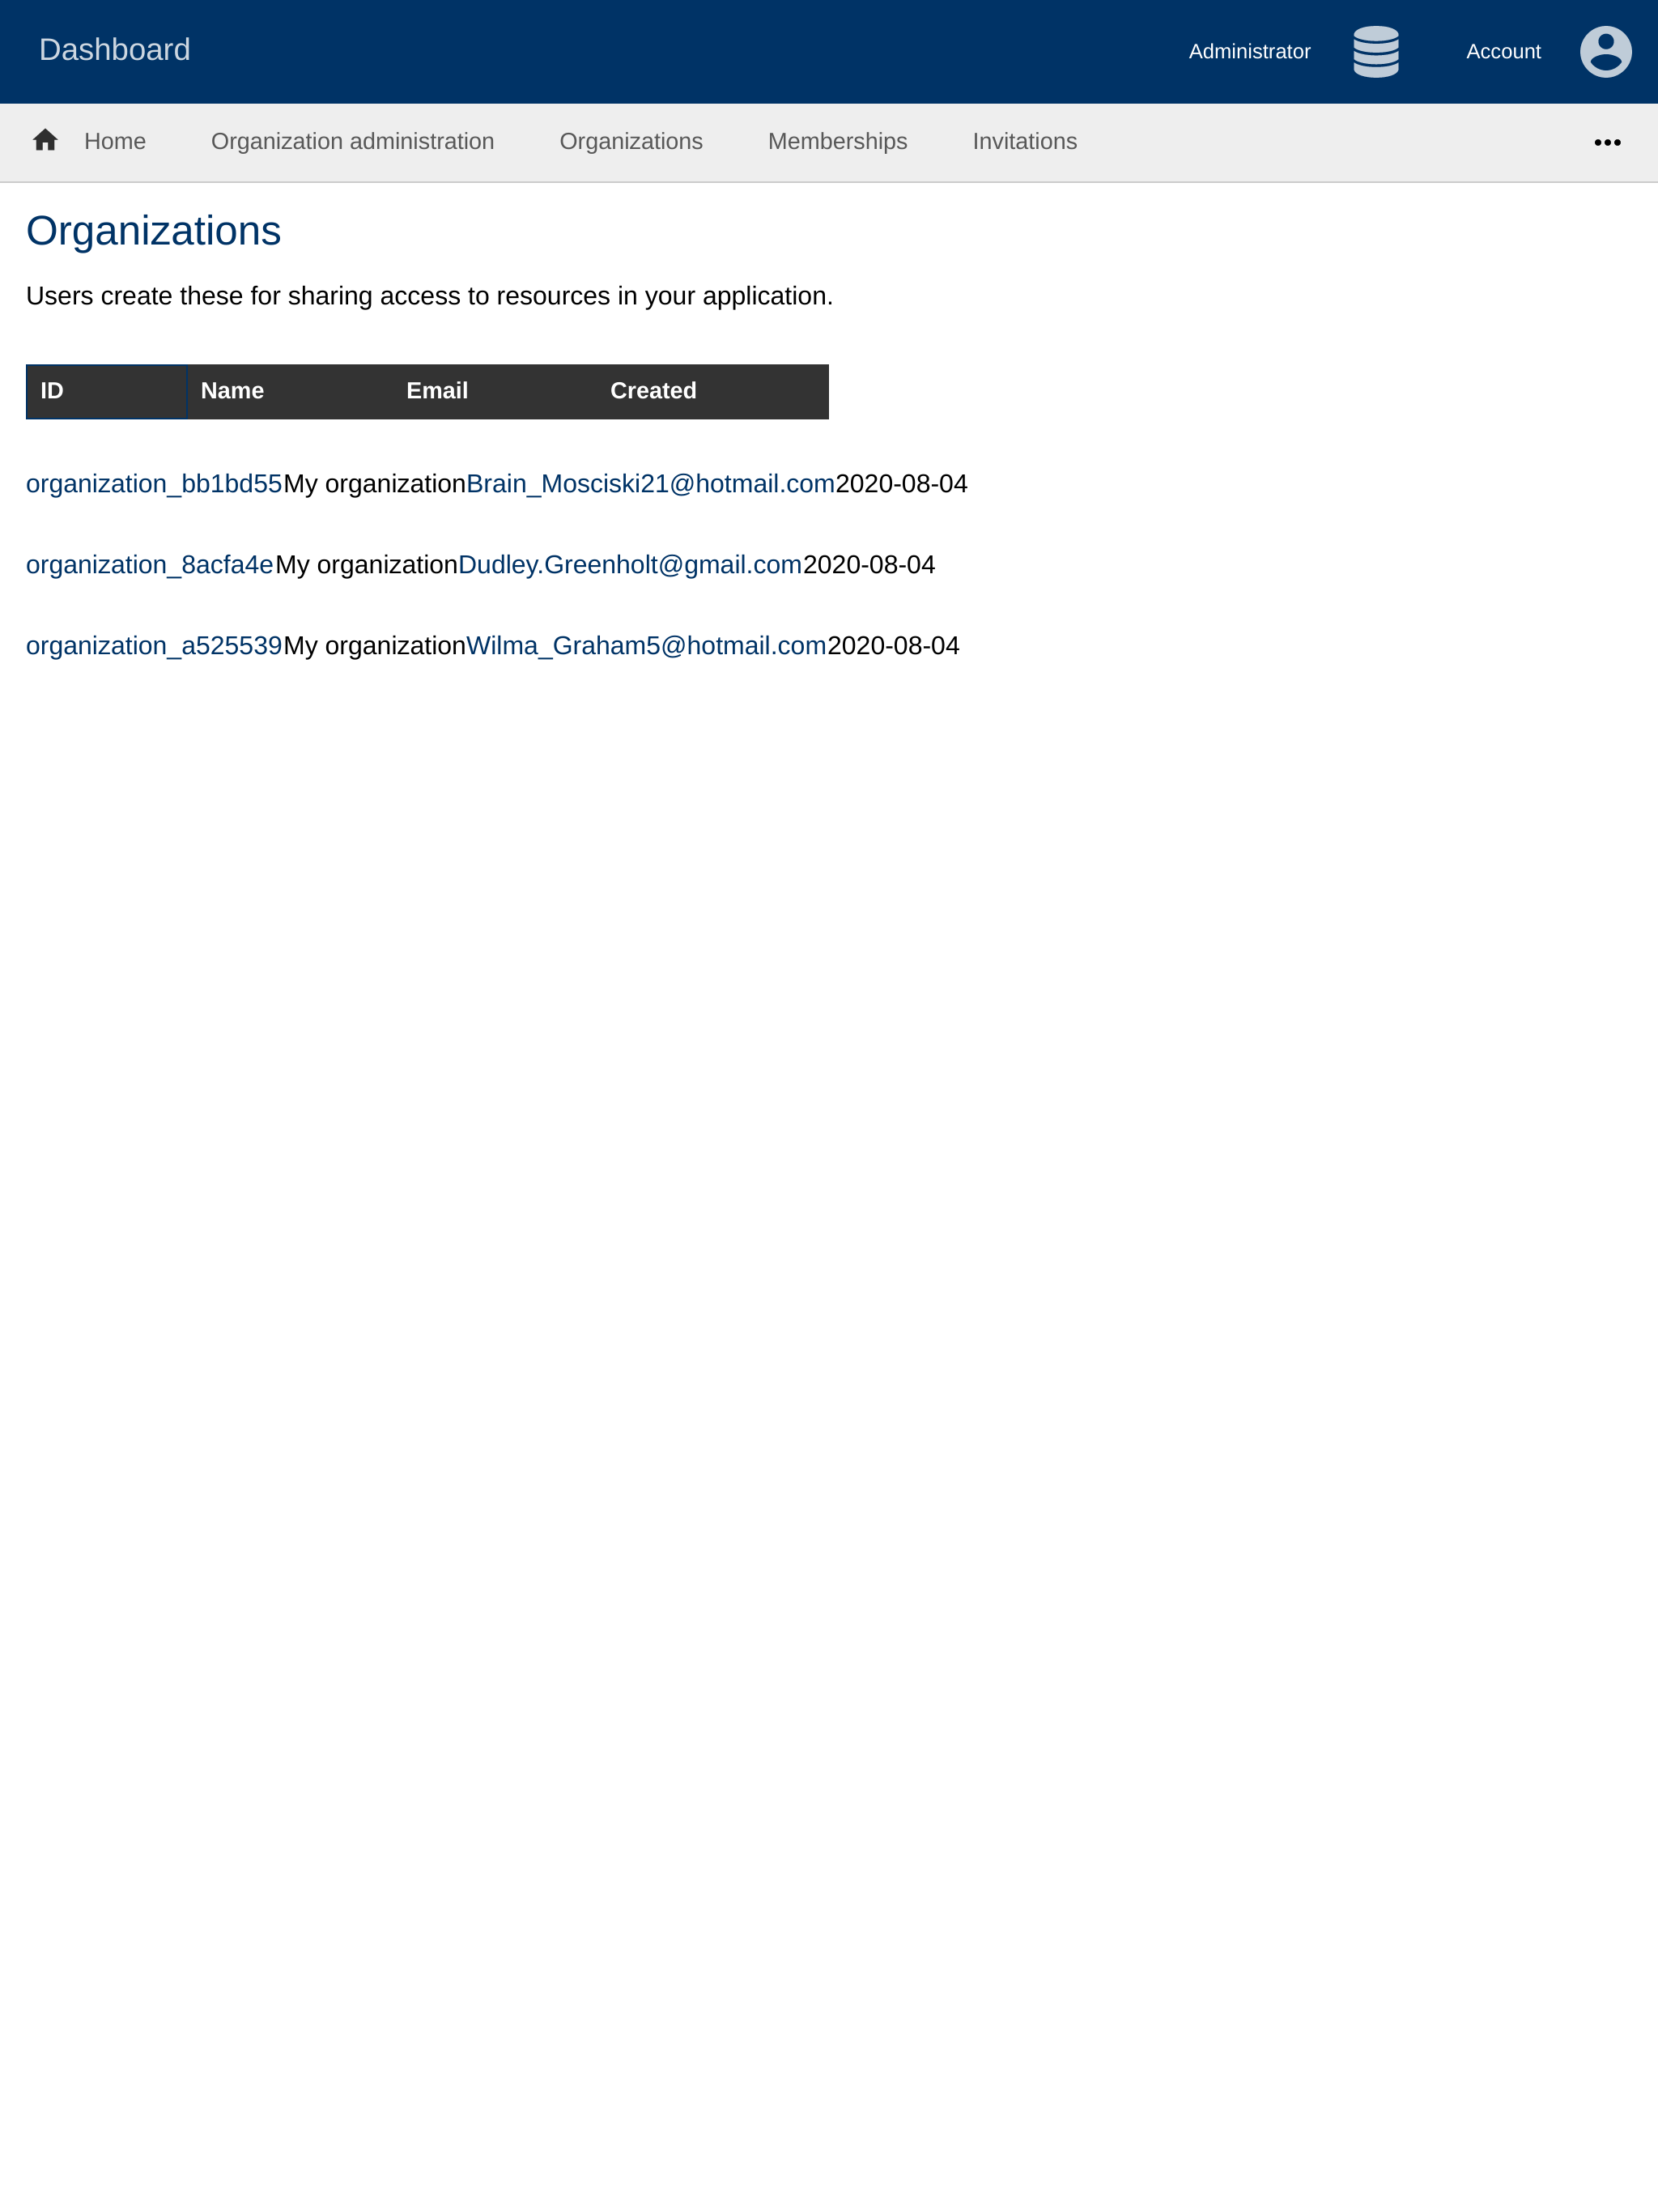 Dashboard Administrator Account
Home Organization administration Organizations Memberships Invitations
Organizations
Users create these for sharing access to resources in your application.
ID Name Email Created
organization_bb1bd55My organizationBrain_Mosciski21@hotmail.com2020-08-04
organization_8acfa4eMy organizationDudley.Greenholt@gmail.com2020-08-04
organization_a525539My organizationWilma_Graham5@hotmail.com2020-08-04